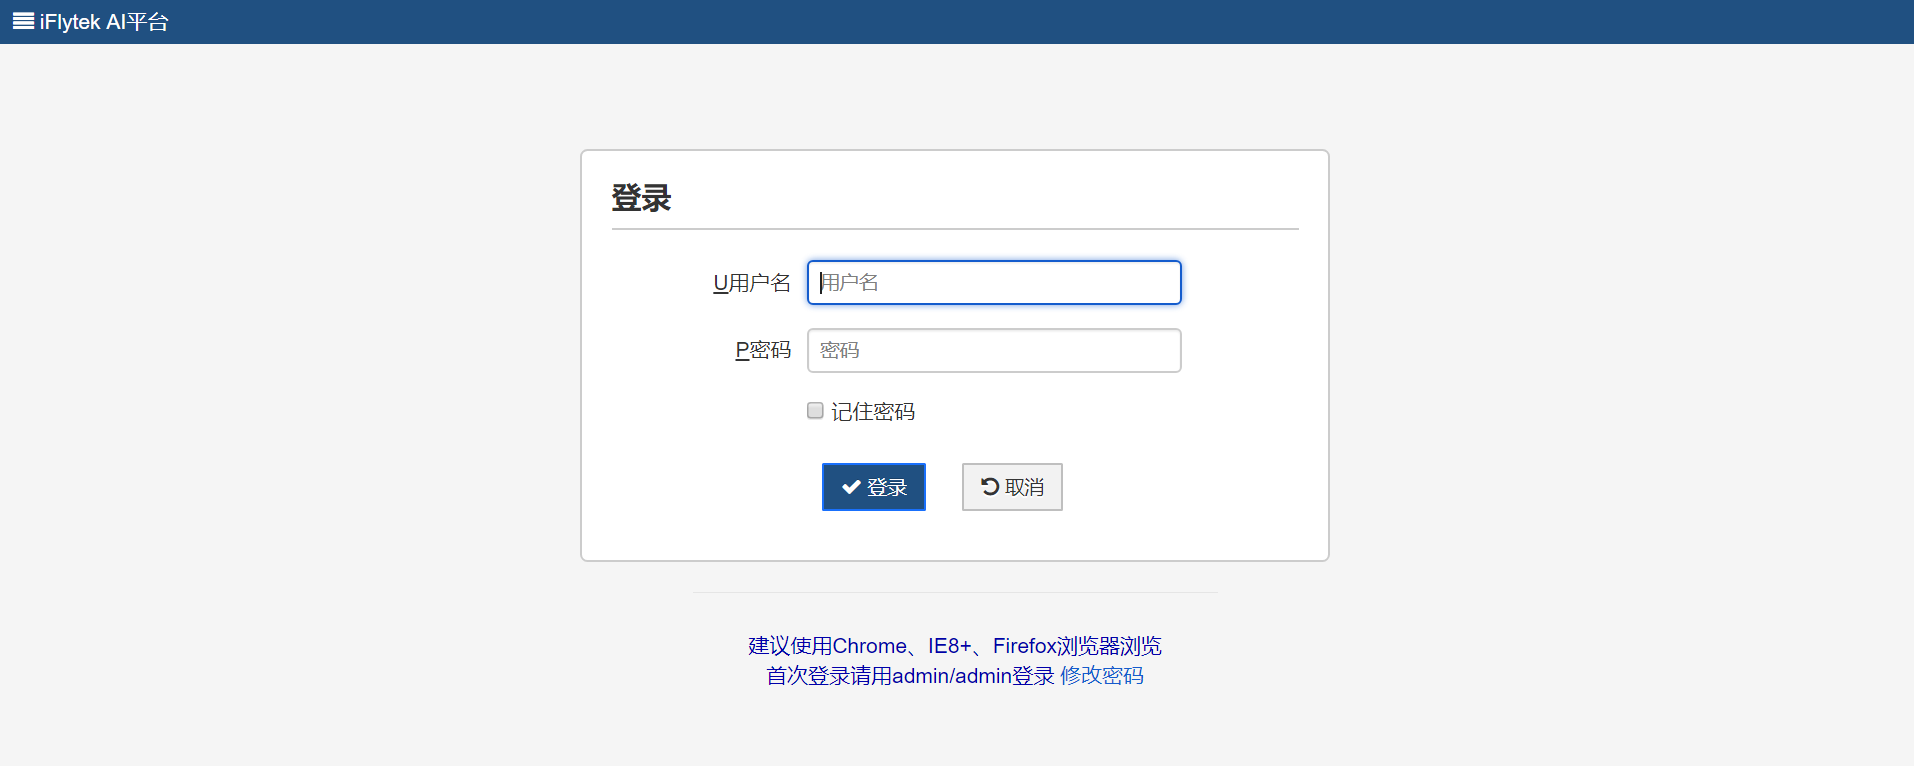 iFlytek AI平台
登录
U用户名 用户名
P密码 密码
记住密码
登录 取消
建议使用Chrome、IE8+、Firefox浏览器浏览
首次登录请用admin/admin登录 修改密码